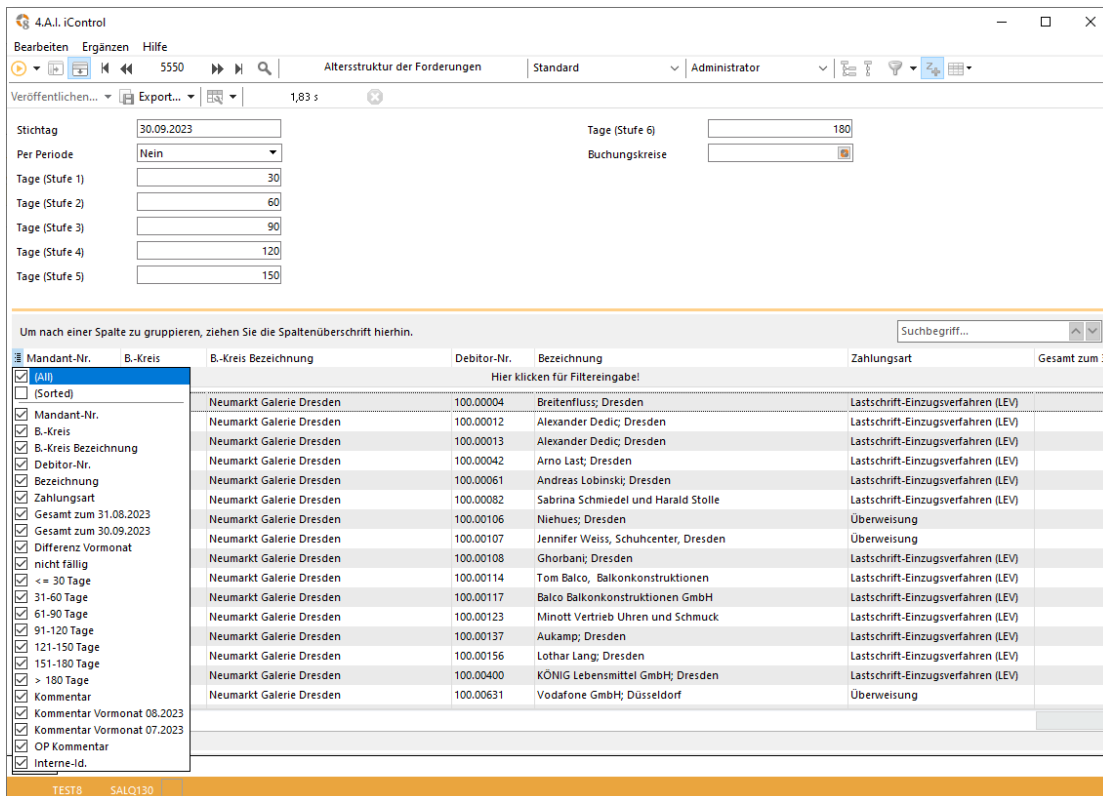 4.A.I. iControl
Bearbeiten Ergänzen Hilfe
5550 Altersstruktur der Forderungen Standard Administrator
Veröffentlichen... Export... 1,83 s
Stichtag 30.09.2023 Tage (Stufe 6) 180
Per Periode Nein Buchungskreise
Tage (Stufe 1) 30
Tage (Stufe 2) 60
Tage (Stufe 3) 90
Tage (Stufe 4) 120
Tage (Stufe 5) 150
Um nach einer Spalte zu gruppieren, ziehen Sie die Spaltenüberschrift hierhin. Suchbegriff...
Mandant-Nr. B.-Kreis B.-Kreis Bezeichnung Debitor-Nr. Bezeichnung Zahlungsart Gesamt zum
Hier klicken für Filtereingabe!
(All)
(Sorted)
Mandant-Nr.
B.-Kreis
B.-Kreis Bezeichnung
Debitor-Nr.
Bezeichnung
Zahlungsart
Gesamt zum 31.08.2023
Gesamt zum 30.09.2023
Differenz Vormonat
nicht fällig
<= 30 Tage
31-60 Tage
61-90 Tage
91-120 Tage
121-150 Tage
151-180 Tage
> 180 Tage
Kommentar
Kommentar Vormonat 08.2023
Kommentar Vormonat 07.2023
OP Kommentar
Interne-Id.
Neumarkt Galerie Dresden 100.00004 Breitenfluss; Dresden Lastschrift-Einzugsverfahren (LEV)
Neumarkt Galerie Dresden 100.00012 Alexander Dedic; Dresden Lastschrift-Einzugsverfahren (LEV)
Neumarkt Galerie Dresden 100.00013 Alexander Dedic; Dresden Lastschrift-Einzugsverfahren (LEV)
Neumarkt Galerie Dresden 100.00042 Arno Last; Dresden Lastschrift-Einzugsverfahren (LEV)
Neumarkt Galerie Dresden 100.00061 Andreas Lobinski; Dresden Lastschrift-Einzugsverfahren (LEV)
Neumarkt Galerie Dresden 100.00082 Sabrina Schmiedel und Harald Stolle Lastschrift-Einzugsverfahren (LEV)
Neumarkt Galerie Dresden 100.00106 Niehues; Dresden Überweisung
Neumarkt Galerie Dresden 100.00107 Jennifer Weiss, Schuhcenter, Dresden Überweisung
Neumarkt Galerie Dresden 100.00108 Ghorbani; Dresden Lastschrift-Einzugsverfahren (LEV)
Neumarkt Galerie Dresden 100.00114 Tom Balco, Balkonkonstruktionen Lastschrift-Einzugsverfahren (LEV)
Neumarkt Galerie Dresden 100.00117 Balco Balkonkonstruktionen GmbH Lastschrift-Einzugsverfahren (LEV)
Neumarkt Galerie Dresden 100.00123 Minott Vertrieb Uhren und Schmuck Lastschrift-Einzugsverfahren (LEV)
Neumarkt Galerie Dresden 100.00137 Aukamp; Dresden Lastschrift-Einzugsverfahren (LEV)
Neumarkt Galerie Dresden 100.00156 Lothar Lang; Dresden Lastschrift-Einzugsverfahren (LEV)
Neumarkt Galerie Dresden 100.00400 KÖNIG Lebensmittel GmbH; Dresden Lastschrift-Einzugsverfahren (LEV)
Neumarkt Galerie Dresden 100.00631 Vodafone GmbH; Düsseldorf Überweisung
TEST8 SALQ130